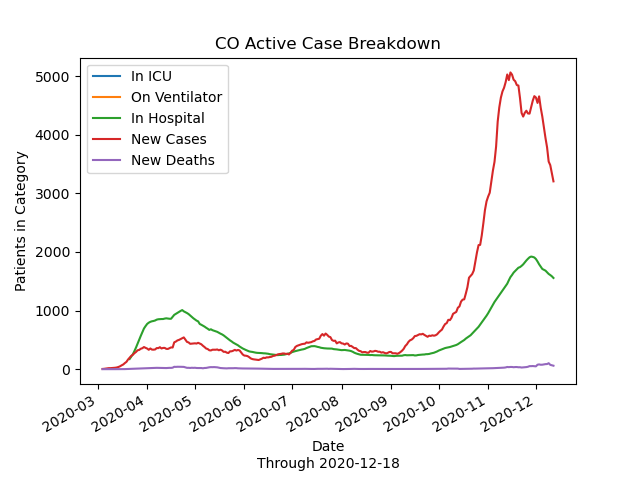 CO Active Case Breakdown
In ICU
On Ventilator
In Hospital
New Cases
New Deaths
Patients in Category
5000
4000
3000
2000
1000
0
2020-03
2020-04
2020-05
2020-06
2020-07
2020-08
2020-09
2020-10
2020-11
2020-12
Date
Through 2020-12-18